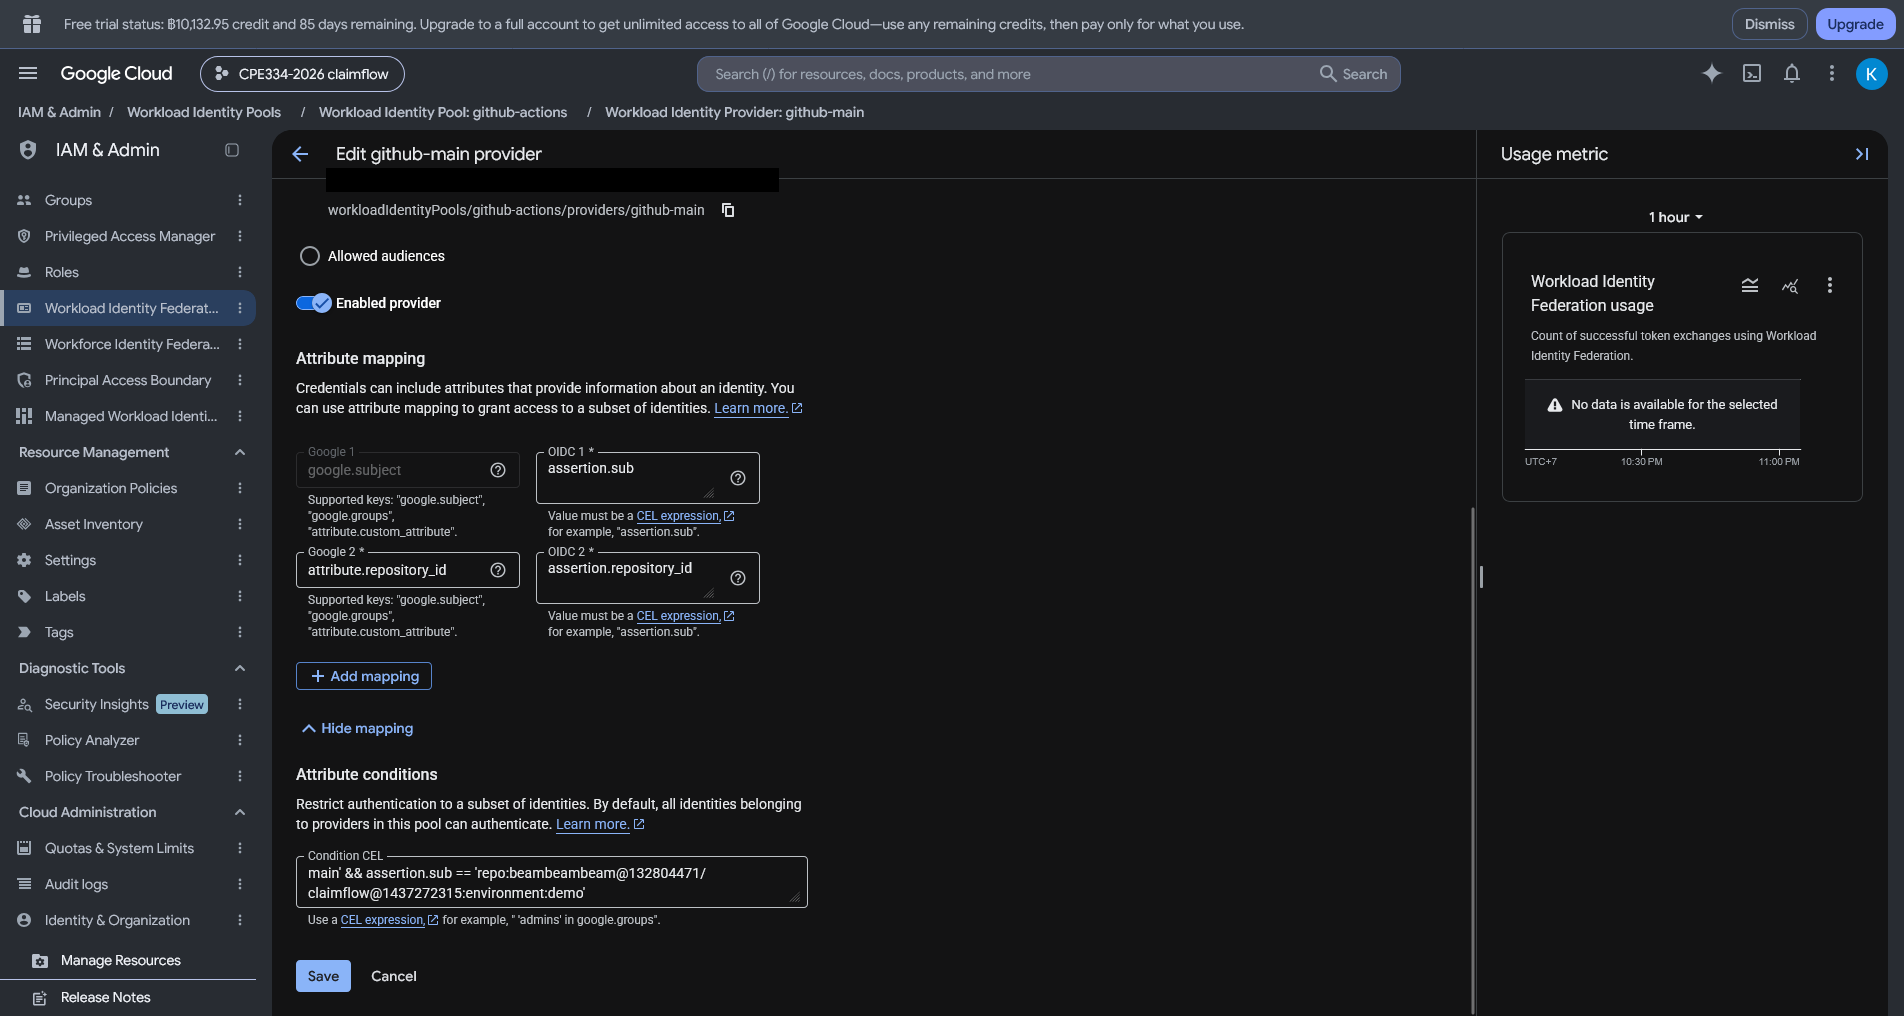 Free trial status: ฿10,132.95 credit and 85 days remaining. Upgrade to a full account to get unlimited access to all of Google Cloud—use any remaining credits, then pay only for what you use.
Dismiss
Upgrade
Google Cloud
CPE334-2026 claimflow
Search (/) for resources, docs, products, and more
Search
K
IAM & Admin / Workload Identity Pools / Workload Identity Pool: github-actions / Workload Identity Provider: github-main
IAM & Admin
Groups
Privileged Access Manager
Roles
Workload Identity Federat...
Workforce Identity Federa...
Principal Access Boundary
Managed Workload Identi...
Resource Management
Organization Policies
Asset Inventory
Settings
Labels
Tags
Diagnostic Tools
Security Insights Preview
Policy Analyzer
Policy Troubleshooter
Cloud Administration
Quotas & System Limits
Audit logs
Identity & Organization
Manage Resources
Release Notes
Edit github-main provider
workloadIdentityPools/github-actions/providers/github-main
Allowed audiences
Enabled provider
Attribute mapping
Credentials can include attributes that provide information about an identity. You
can use attribute mapping to grant access to a subset of identities. Learn more.
Google 1
google.subject
Supported keys: "google.subject",
"google.groups",
"attribute.custom_attribute".
OIDC 1 *
assertion.sub
Value must be a CEL expression,
for example, "assertion.sub".
Google 2 *
attribute.repository_id
Supported keys: "google.subject",
"google.groups",
"attribute.custom_attribute".
OIDC 2 *
assertion.repository_id
Value must be a CEL expression,
for example, "assertion.sub".
Add mapping
Hide mapping
Attribute conditions
Restrict authentication to a subset of identities. By default, all identities belonging
to providers in this pool can authenticate. Learn more.
Condition CEL
main' && assertion.sub == 'repo:beambeambeam@132804471/
claimflow@1437272315:environment:demo'
Use a CEL expression, for example, " 'admins' in google.groups".
Save
Cancel
Usage metric
1 hour
Workload Identity
Federation usage
Count of successful token exchanges using Workload
Identity Federation.
No data is available for the selected
time frame.
UTC+7
10:30 PM
11:00 PM